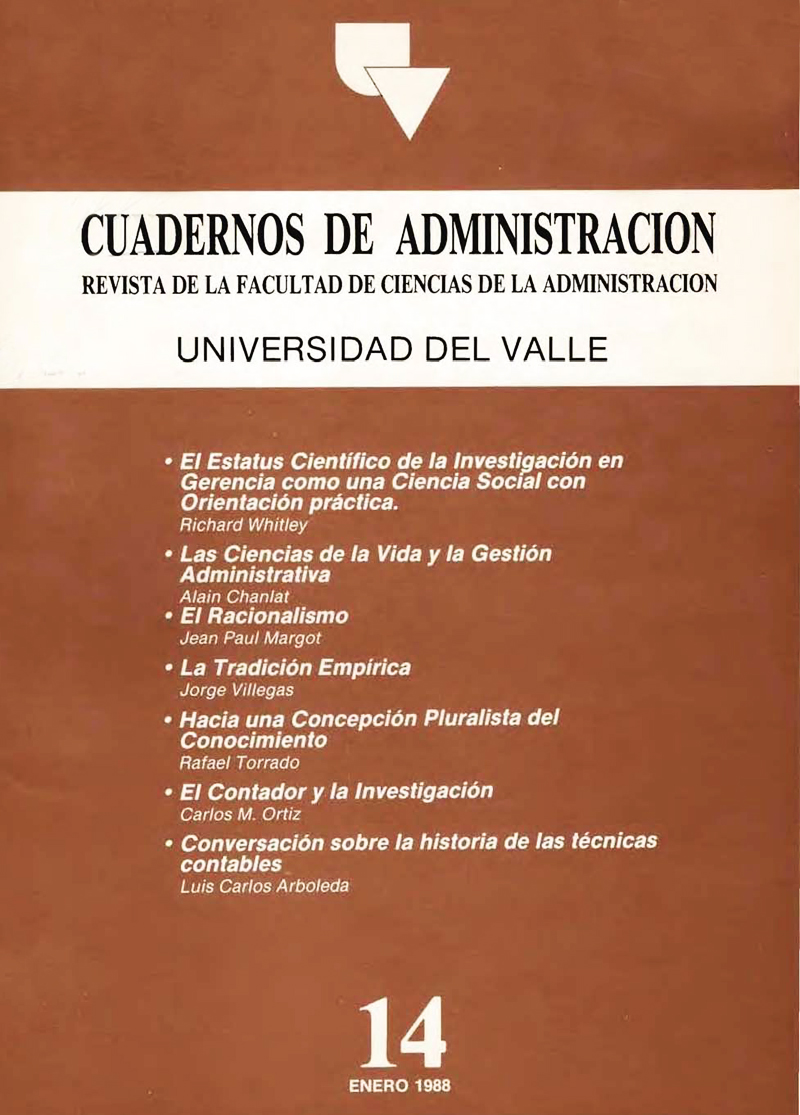 CUADERNOS DE ADMINISTRACION
REVISTA DE LA FACULTAD DE CIENCIAS DE LA ADMINISTRACION
UNIVERSIDAD DEL VALLE
• El Estatus Científico de la Investigación en
Gerencia como una Ciencia Social con
Orientación práctica.
Richard Whitley
• Las Ciencias de la Vida y la Gestión
Administrativa
Alain Chanlat
• El Racionalismo
Jean Paul Margot
• La Tradición Empírica
Jorge Villegas
• Hacia una Concepción Pluralista del
Conocimiento
Rafael Torrado
• El Contador y la Investigación
Carlos M. Ortiz
• Conversación sobre la historia de las técnicas
contables
Luis Carlos Arboleda
14
ENERO 1988